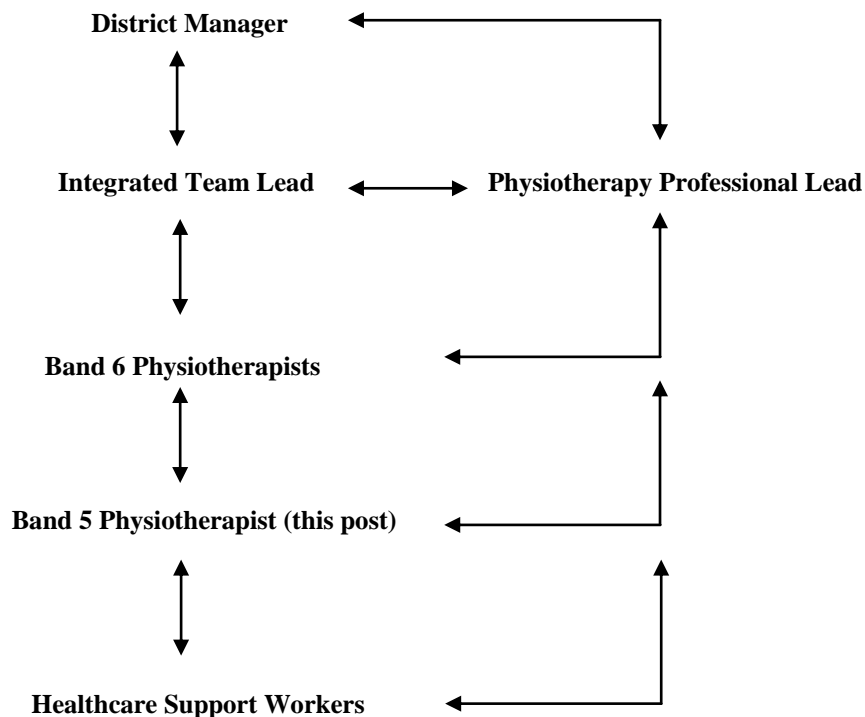 District Manager
Integrated Team Lead
Physiotherapy Professional Lead
Band 6 Physiotherapists
Band 5 Physiotherapist (this post)
Healthcare Support Workers